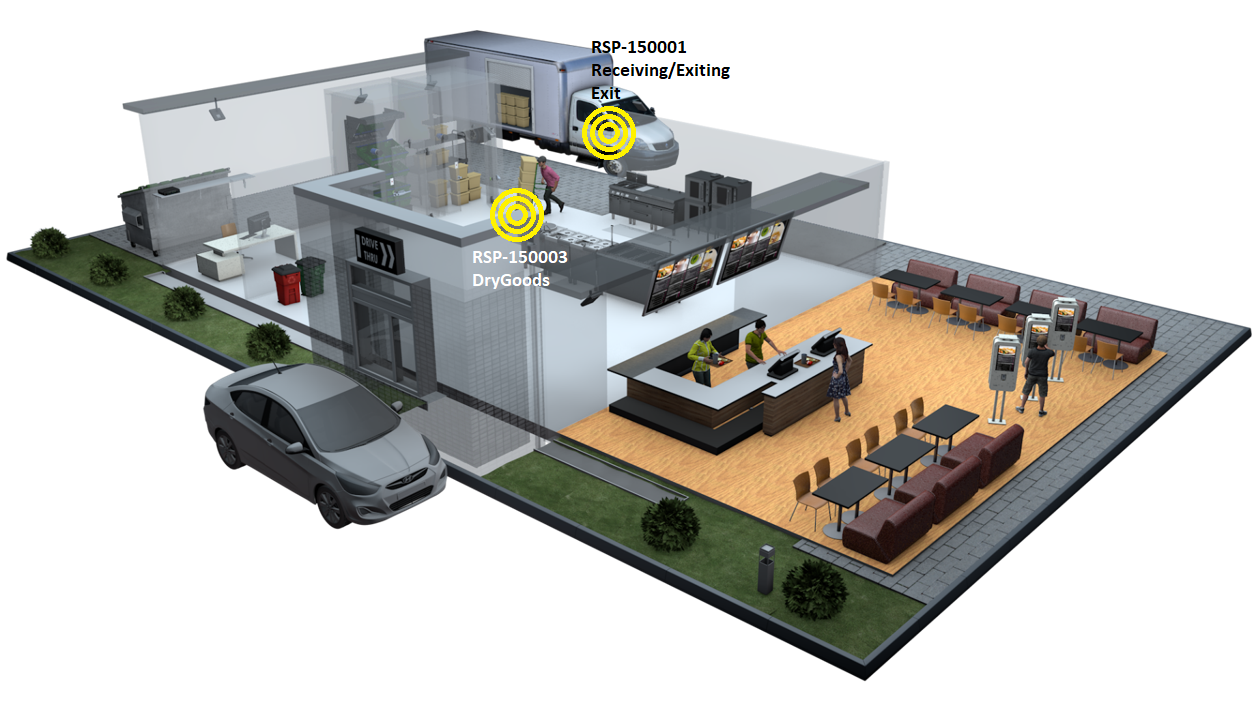 RSP-150001
Receiving/Exiting
Exit
RSP-150003
DryGoods
DRIVE
THRU